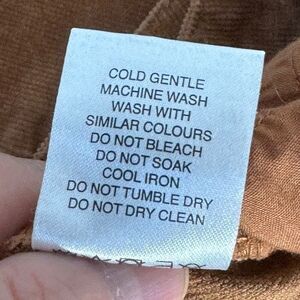 COLD GENTLE
MACHINE WASH
WASH WITH
SIMILAR COLOURS
DO NOT BLEACH
DO NOT SOAK
COOL IRON
DO NOT TUMBLE DRY
DO NOT DRY CLEAN